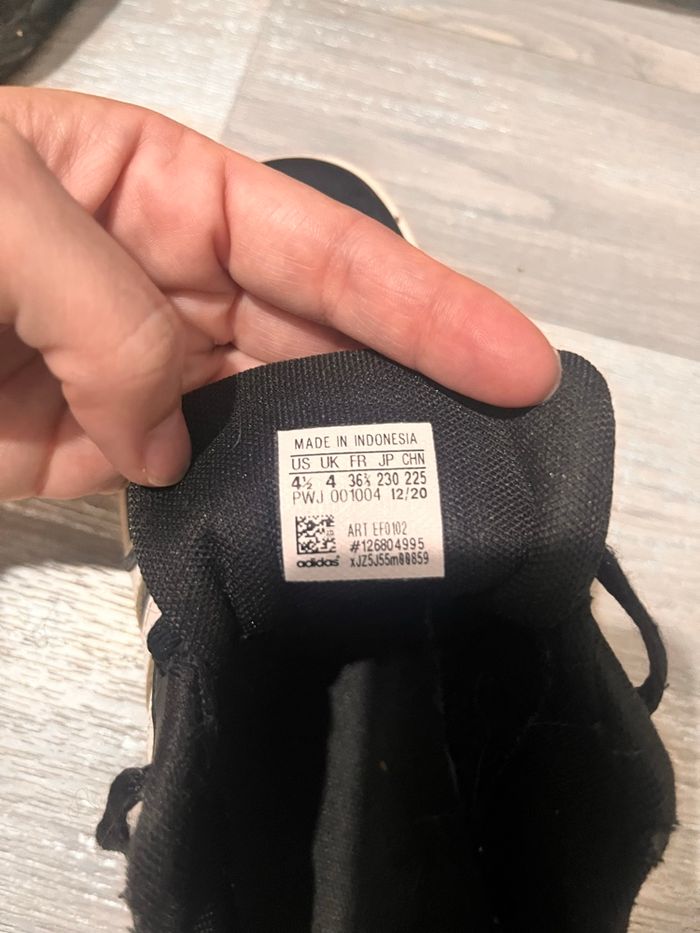 MADE IN INDONESIA
US UK FR JP CHN
4½ 4 36⅔ 230 225
PWJ 001004 12/20
ART EF0102
#126804995
adidas xJZ5J55m00859